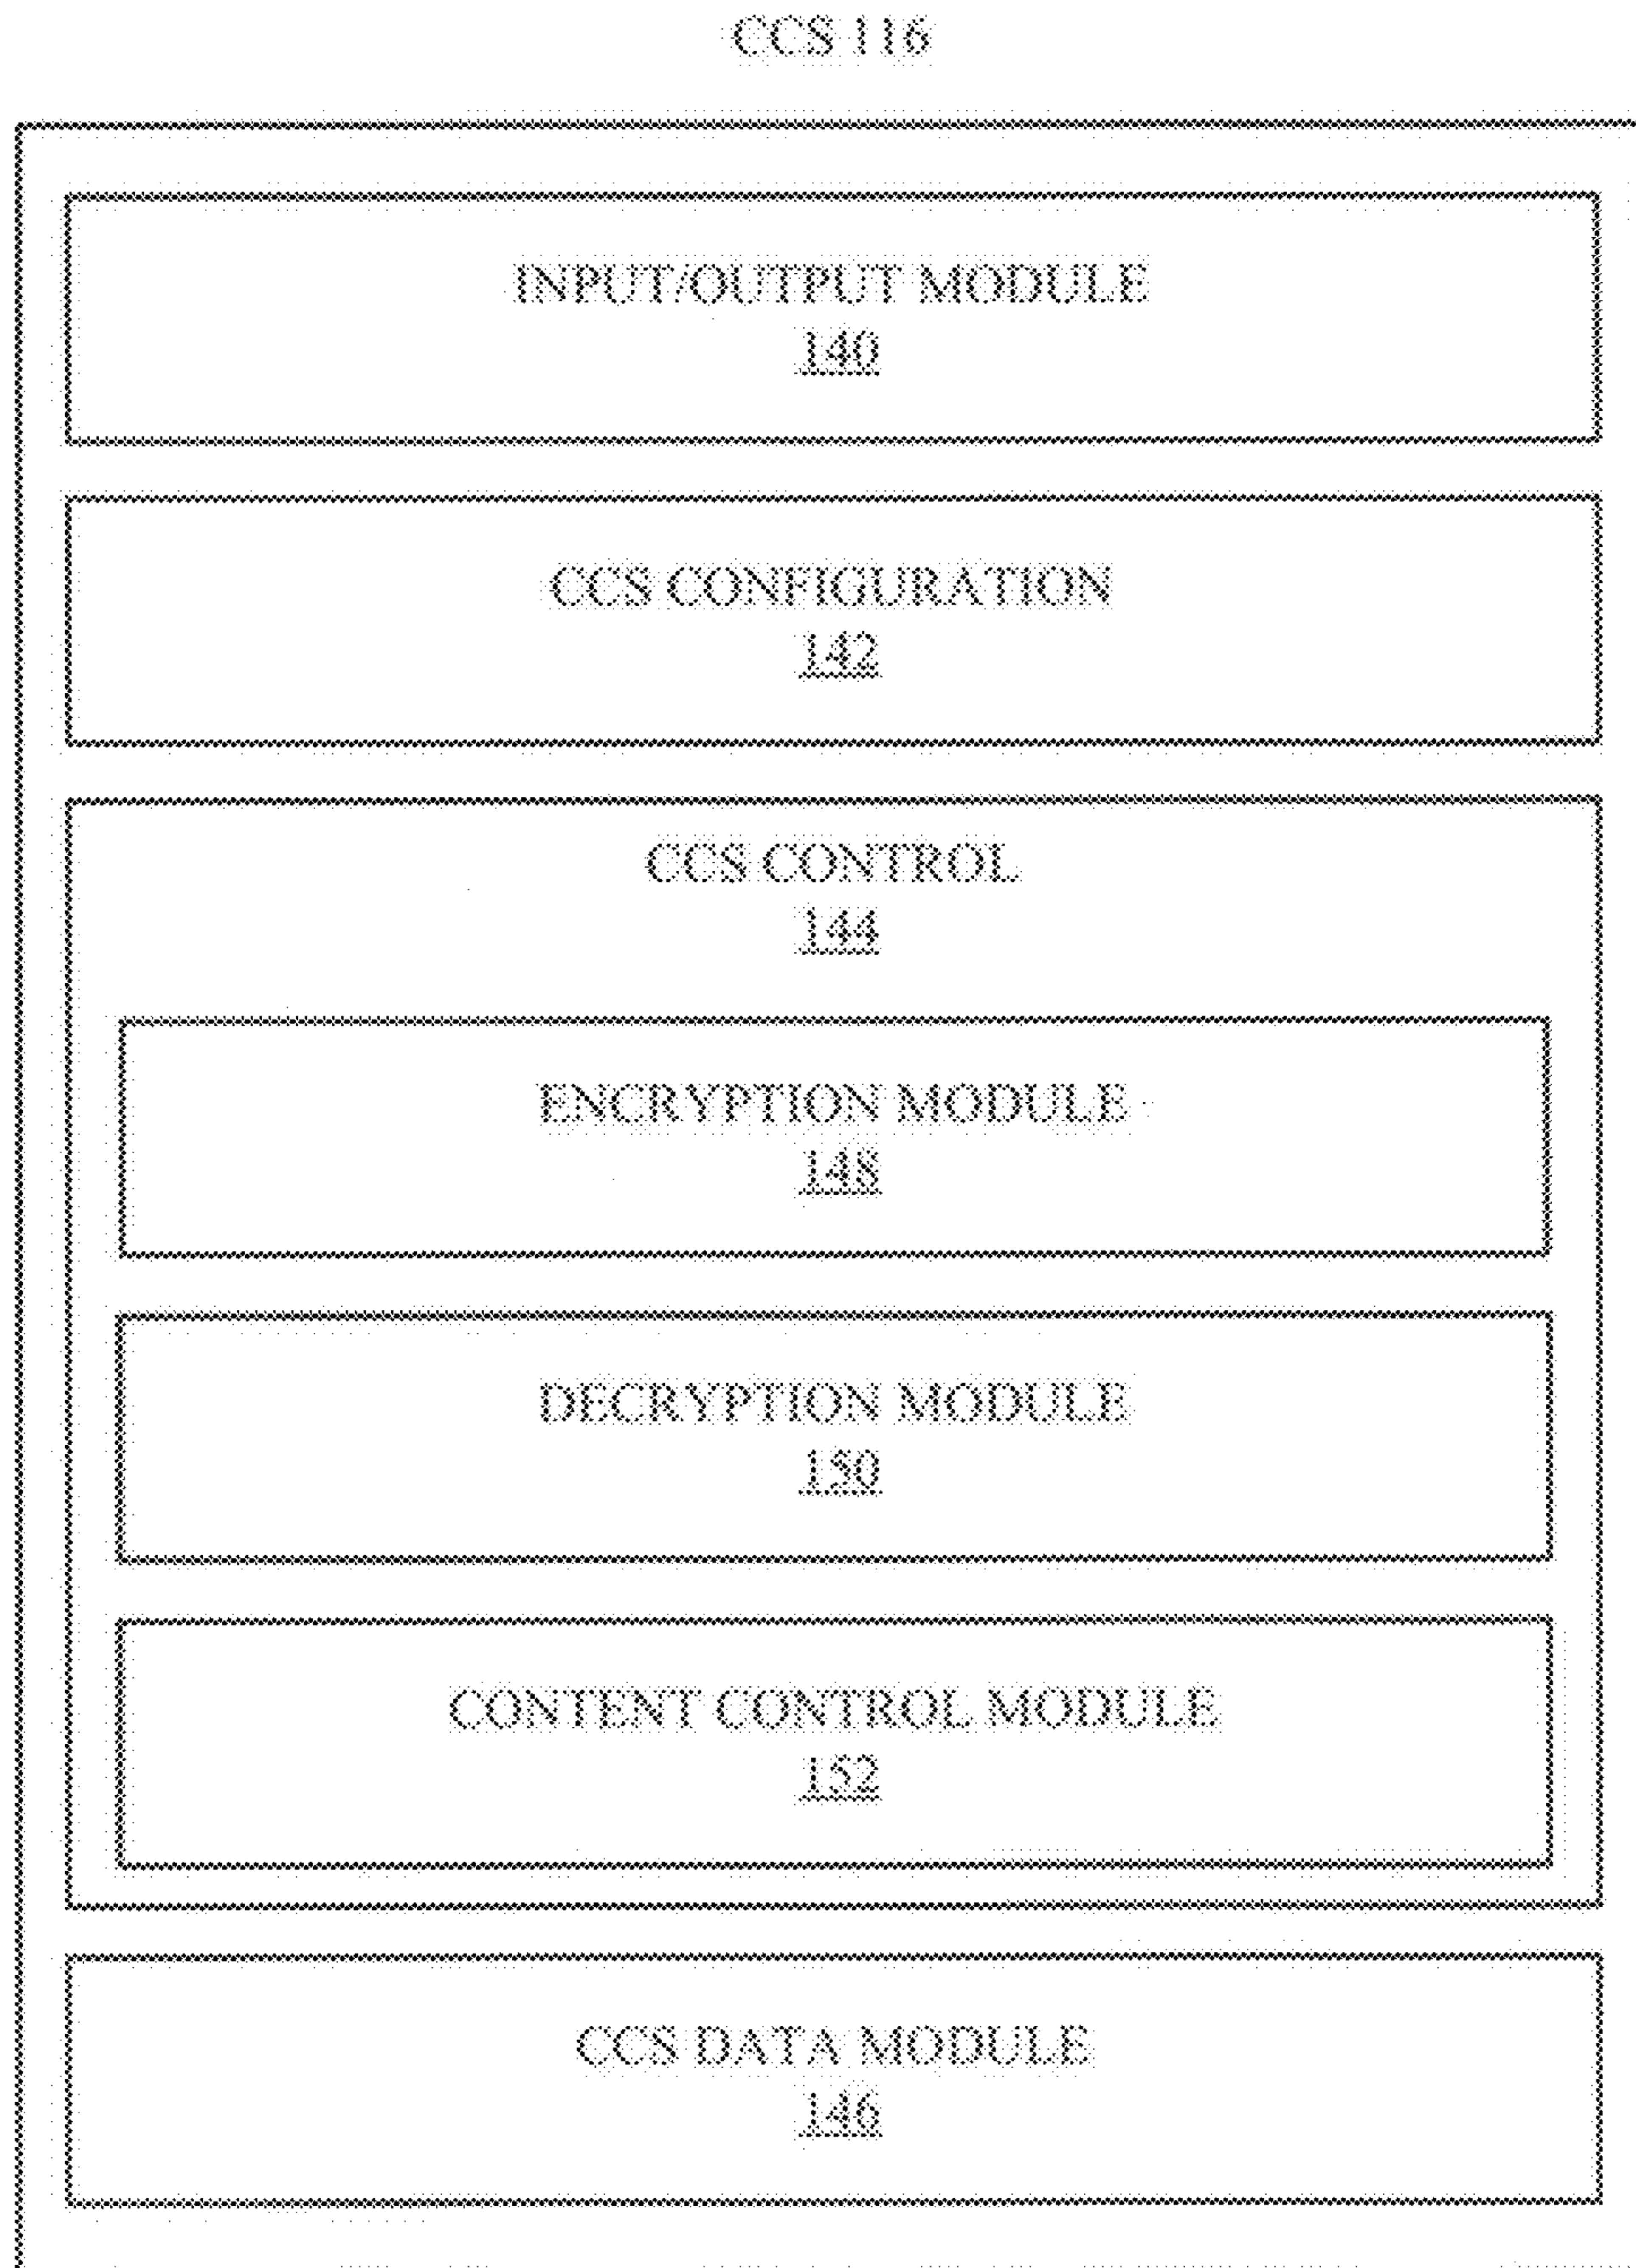 CCS 116
INPUT/OUTPUT MODULE
140
CCS CONFIGURATION
142
CCS CONTROL
144
ENCRYPTION MODULE
148
DECRYPTION MODULE
150
CONTENT CONTROL MODULE
152
CCS DATA MODULE
146